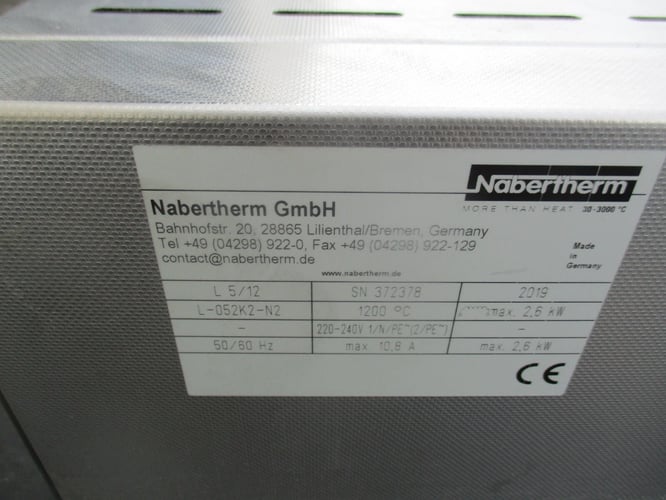 Nabertherm
MORE THAN HEAT 30-3000 °C
Nabertherm GmbH
Bahnhofstr. 20, 28865 Lilienthal/Bremen, Germany
Tel +49 (04298) 922-0, Fax +49 (04298) 922-129
contact@nabertherm.de
Made
in
Germany
www.nabertherm.de
L 5/12 SN 372378 2019
L-052K2-N2 1200 °C max. 2,6 kW
- 220-240V 1/N/PE~(2/PE~) -
50/60 Hz max. 10,8 A max. 2,6 kW
CE